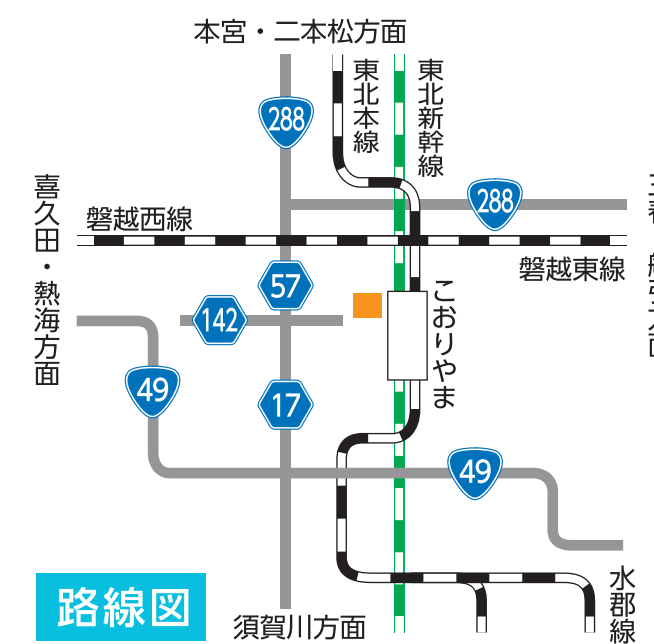 本宮・二本松方面
東北本線
東北新幹線
288
288
喜久田・熱海方面
磐越西線
磐越東線
57
142
こおりやま
49
17
49
水郡線
路線図
須賀川方面